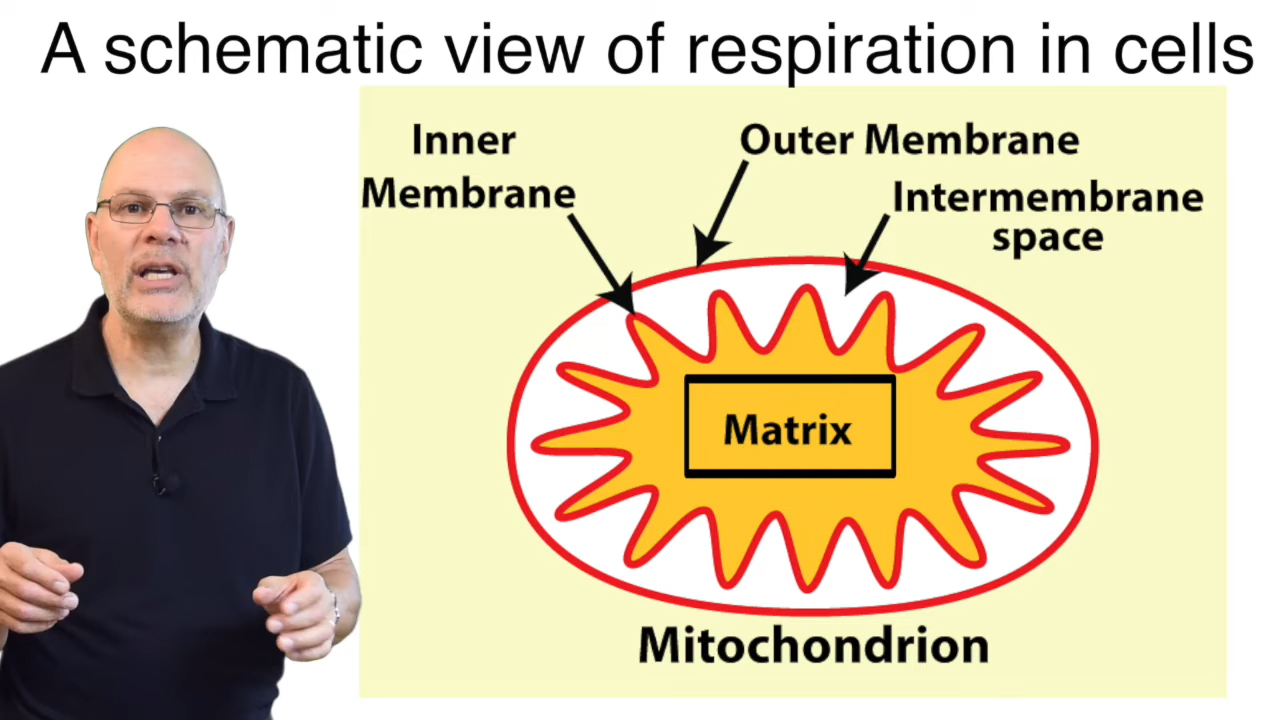 A schematic view of respiration in cells
Inner
Membrane
Outer Membrane
Intermembrane
space
Matrix
Mitochondrion